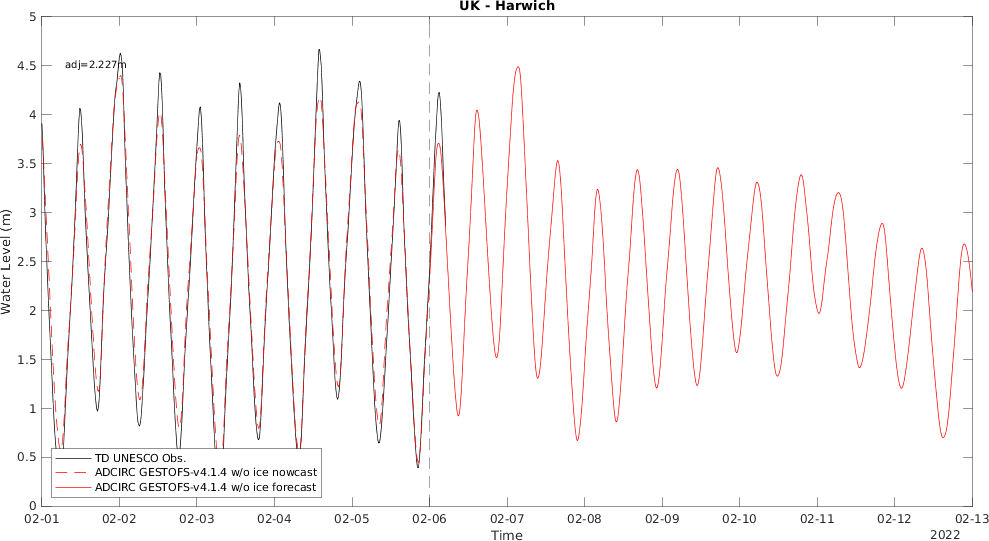 UK - Harwich
adj=2.227m
Water Level (m)
5
4.5
4
3.5
3
2.5
2
1.5
1
0.5
0
TD UNESCO Obs.
ADCIRC GESTOFS-v4.1.4 w/o ice nowcast
ADCIRC GESTOFS-v4.1.4 w/o ice forecast
02-01 02-02 02-03 02-04 02-05 02-06 02-07 02-08 02-09 02-10 02-11 02-12 02-13
Time
2022